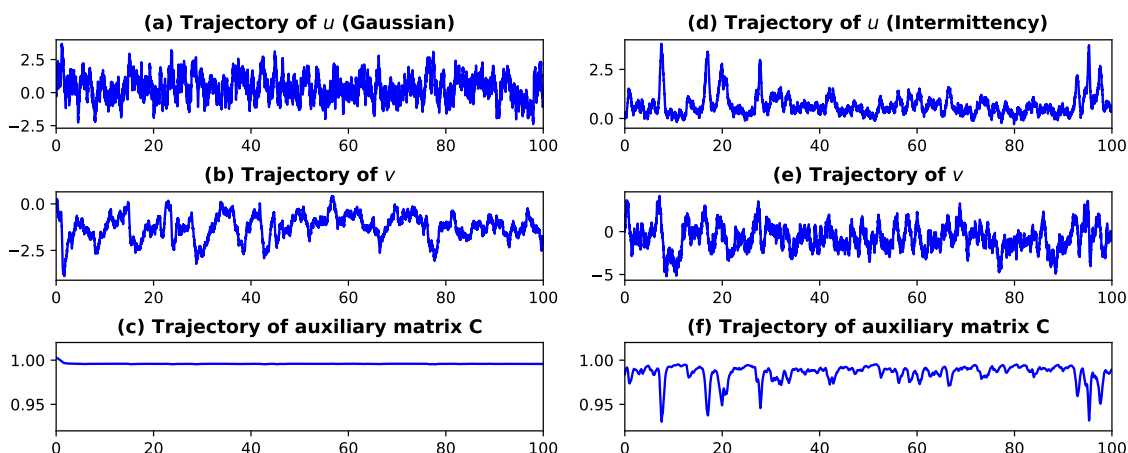 (a) Trajectory of u (Gaussian)
2.5
0.0
−2.5
0 20 40 60 80 100
(b) Trajectory of v
0.0
−2.5
0 20 40 60 80 100
(c) Trajectory of auxiliary matrix C
1.00
0.95
0 20 40 60 80 100
(d) Trajectory of u (Intermittency)
2.5
0.0
0 20 40 60 80 100
(e) Trajectory of v
0
−5
0 20 40 60 80 100
(f) Trajectory of auxiliary matrix C
1.00
0.95
0 20 40 60 80 100